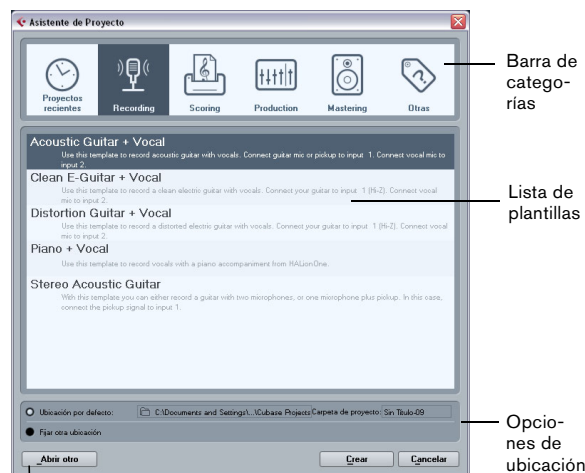 Asistente de Proyecto
Proyectos
recientes
Recording
Scoring
Production
Mastering
Otras
Barra de
catego-
rías
Acoustic Guitar + Vocal
Use this template to record acoustic guitar with vocals. Connect guitar mic or pickup to input 1. Connect vocal mic to
input 2.
Clean E-Guitar + Vocal
Use this template to record a clean electric guitar with vocals. Connect your guitar to input 1 (Hi-Z). Connect vocal
mic to input 2.
Distortion Guitar + Vocal
Use this template to record a distorted electric guitar with vocals. Connect your guitar to input 1 (Hi-Z). Connect vocal
mic to input 2.
Piano + Vocal
Use this template to record vocals with a piano accompaniment from HALionOne.
Stereo Acoustic Guitar
With this template you can either record a guitar with two microphones, or one microphone plus pickup. In this case,
connect the pickup signal to input 1.
Lista de
plantillas
Ubicación por defecto: C:\Documents and Settings\...\Cubase Projects Carpeta de proyecto: Sin Título-09
Fijar otra ubicación
Opcio-
nes de
ubicación
Abrir otro Crear Cancelar